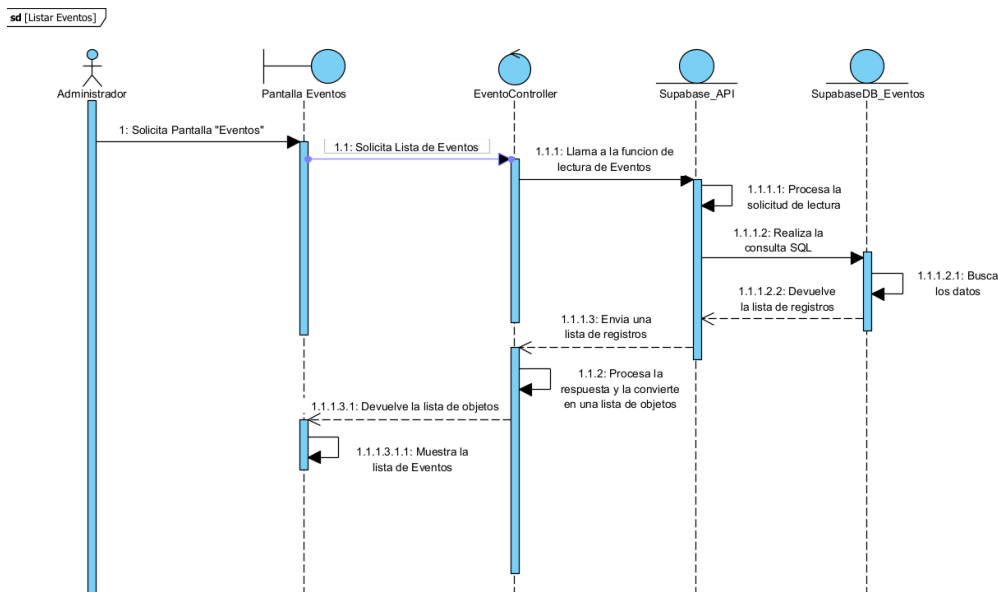 sd [Listar Eventos]
Administrador
Pantalla Eventos
EventoController
Supabase_API
SupabaseDB_Eventos
1: Solicita Pantalla "Eventos"
1.1: Solicita Lista de Eventos
1.1.1: Llama a la funcion de
lectura de Eventos
1.1.1.1: Procesa la
solicitud de lectura
1.1.1.2: Realiza la
consulta SQL
1.1.1.2.1: Busca
los datos
1.1.1.2.2: Devuelve
la lista de registros
1.1.1.3: Envia una
lista de registros
1.1.2: Procesa la
respuesta y la convierte
en una lista de objetos
1.1.1.3.1: Devuelve la lista de objetos
1.1.1.3.1.1: Muestra la
lista de Eventos